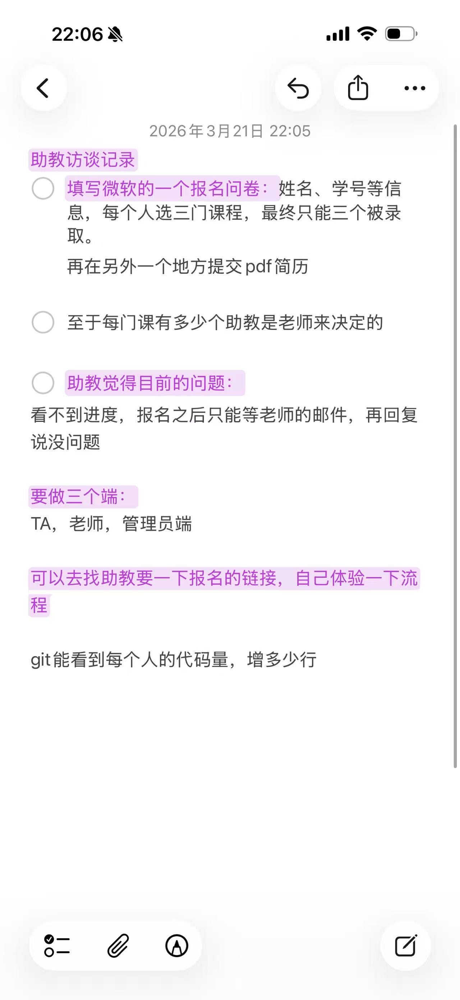 22:06
2026年3月21日 22:05
助教访谈记录
填写微软的一个报名问卷：姓名、学号等信
息，每个人选三门课程，最终只能三个被录
取。
再在另外一个地方提交pdf简历
至于每门课有多少个助教是老师来决定的
助教觉得目前的问题：
看不到进度，报名之后只能等老师的邮件，再回复
说没问题
要做三个端：
TA，老师，管理员端
可以去找助教要一下报名的链接，自己体验一下流
程
git能看到每个人的代码量，增多少行